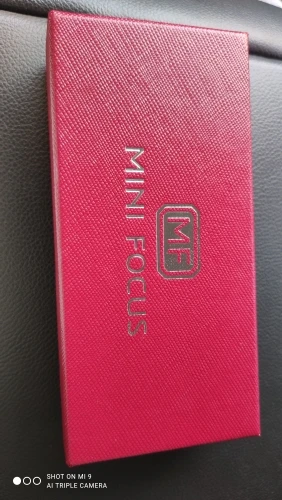 MF
MINI FOCUS
SHOT ON MI 9
AI TRIPLE CAMERA